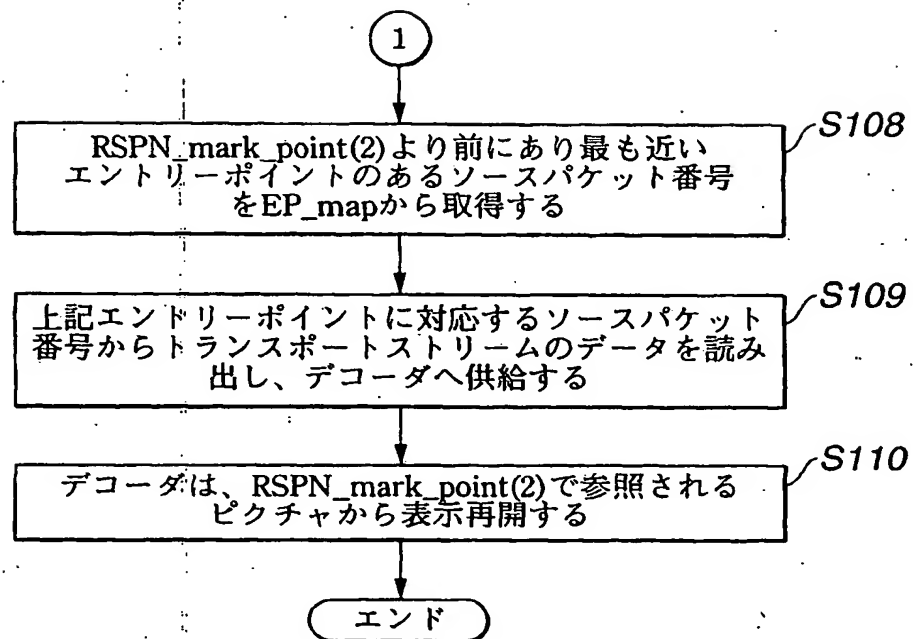 1
S108
RSPN_mark_point(2)より前にあり最も近い
エントリーポイントのあるソースパケット番号
をEP_mapから取得する
S109
上記エンドリーポイントに対応するソースパケット
番号からトランスポートストリームのデータを読み
出し、デコーダへ供給する
S110
デコーダは、RSPN_mark_point(2)で参照される
ピクチャから表示再開する
エンド